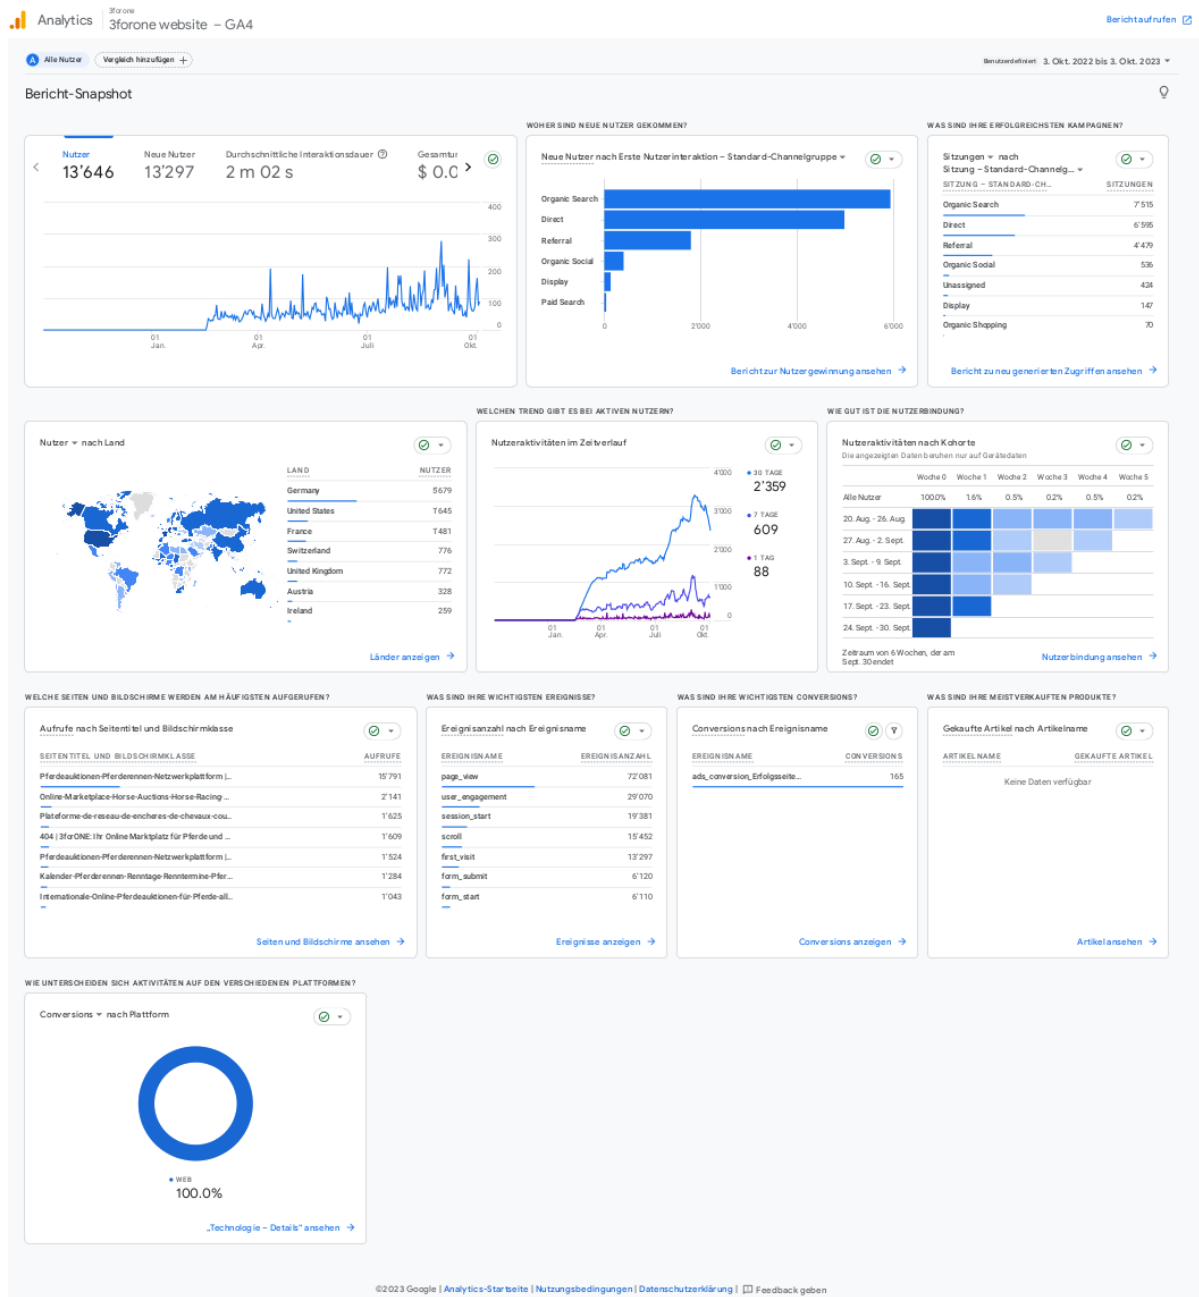 Analytics
3forone
3forone website – GA4
Bericht aufrufen
A Alle Nutzer
Vergleich hinzufügen +
Benutzerdefiniert 3. Okt. 2022 bis 3. Okt. 2023
Bericht-Snapshot
Nutzer
13'646
Neue Nutzer
13'297
Durchschnittliche Interaktionsdauer
2 m 02 s
Gesamtur
$ 0.0
400
300
200
100
0
01 Jan.
01 Apr.
01 Juli
01 Okt.
WOHER SIND NEUE NUTZER GEKOMMEN?
Neue Nutzer nach Erste Nutzerinteraktion – Standard-Channelgruppe
Organic Search
Direct
Referral
Organic Social
Display
Paid Search
0 2'000 4'000 6'000
Bericht zur Nutzergewinnung ansehen
WAS SIND IHRE ERFOLGREICHSTEN KAMPAGNEN?
Sitzungen nach
Sitzung – Standard-Channelg...
SITZUNG – STANDARD-CH... SITZUNGEN
Organic Search 7'515
Direct 6'595
Referral 4'479
Organic Social 536
Unassigned 424
Display 147
Organic Shopping 70
Bericht zu neu generierten Zugriffen ansehen
Nutzer nach Land
LAND NUTZER
Germany 5679
United States 1'645
France 1'481
Switzerland 776
United Kingdom 772
Austria 328
Ireland 259
Länder anzeigen
WELCHEN TREND GIBT ES BEI AKTIVEN NUTZERN?
Nutzeraktivitäten im Zeitverlauf
4'000
3'000
2'000
1'000
0
01 Jan.
01 Apr.
01 Juli
01 Okt.
30 TAGE
2'359
7 TAGE
609
1 TAG
88
WIE GUT IST DIE NUTZERBINDUNG?
Nutzeraktivitäten nach Kohorte
Die angezeigten Daten beruhen nur auf Gerätedaten
Woche 0 Woche 1 Woche 2 Woche 3 Woche 4 Woche 5
Alle Nutzer 100.0% 1.6% 0.5% 0.2% 0.5% 0.2%
20. Aug. - 26. Aug.
27. Aug. - 2. Sept.
3. Sept. - 9. Sept.
10. Sept. - 16. Sept.
17. Sept. - 23. Sept.
24. Sept. - 30. Sept.
Zeitraum von 6 Wochen, der am
Sept. 30 endet
Nutzerbindung ansehen
WELCHE SEITEN UND BILDSCHIRME WERDEN AM HÄUFIGSTEN AUFGERUFEN?
Aufrufe nach Seitentitel und Bildschirmklasse
SEITENTITEL UND BILDSCHIRMKLASSE AUFRUFE
Pferdeauktionen-Pferderennen-Netzwerkplattform |... 15'791
Online-Marketplace-Horse-Auctions-Horse-Racing-... 2'141
Plateforme-de-reseau-de-encheres-de-chevaux-cou... 1'625
404 | 3forONE: Ihr Online Marktplatz für Pferde und ... 1'609
Pferdeauktionen-Pferderennen-Netzwerkplattform |... 1'524
Kalender-Pferderennen-Renntage-Renntermine-Pfer... 1'284
Internationale-Online-Pferdeauktionen-für-Pferde-all... 1'043
Seiten und Bildschirme ansehen
WAS SIND IHRE WICHTIGSTEN EREIGNISSE?
Ereignisanzahl nach Ereignisname
EREIGNISNAME EREIGNISANZAHL
page_view 72'081
user_engagement 29'070
session_start 19'381
scroll 15'452
first_visit 13'297
form_submit 6'120
form_start 6'110
Ereignisse anzeigen
WAS SIND IHRE WICHTIGSTEN CONVERSIONS?
Conversions nach Ereignisname
EREIGNISNAME CONVERSIONS
ads_conversion_Erfolgsseite... 165
Conversions anzeigen
WAS SIND IHRE MEISTVERKAUFTEN PRODUKTE?
Gekaufte Artikel nach Artikelname
ARTIKELNAME GEKAUFTE ARTIKEL
Keine Daten verfügbar
Artikel ansehen
WIE UNTERSCHEIDEN SICH AKTIVITÄTEN AUF DEN VERSCHIEDENEN PLATTFORMEN?
Conversions nach Plattform
WEB
100.0%
„Technologie – Details“ ansehen
©2023 Google | Analytics-Startseite | Nutzungsbedingungen | Datenschutzerklärung | Feedback geben